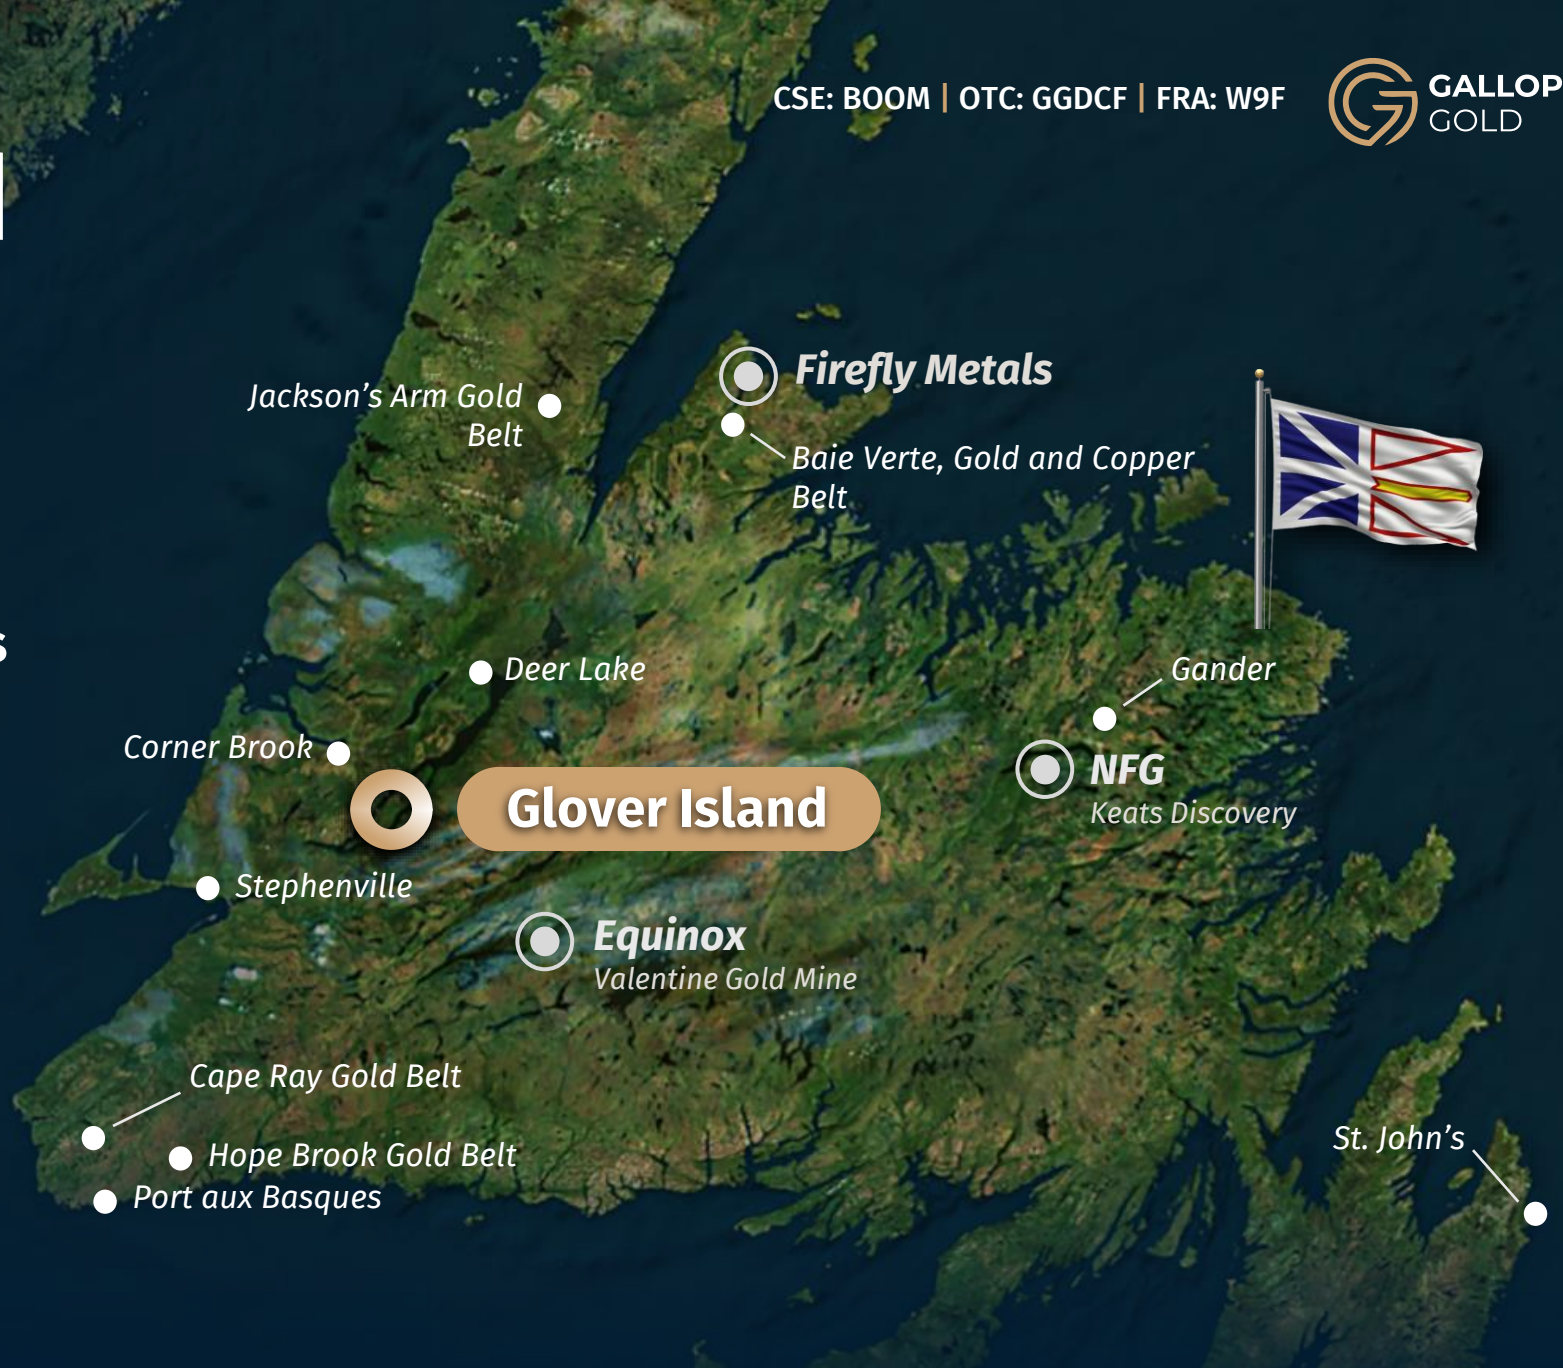 CSE: BOOM | OTC: GGDCF | FRA: W9F
GALLOP
GOLD
Firefly Metals
Jackson's Arm Gold
Belt
Baie Verte, Gold and Copper
Belt
Deer Lake
Gander
Corner Brook
Glover Island
NFG
Keats Discovery
Stephenville
Equinox
Valentine Gold Mine
Cape Ray Gold Belt
St. John's
Hope Brook Gold Belt
Port aux Basques